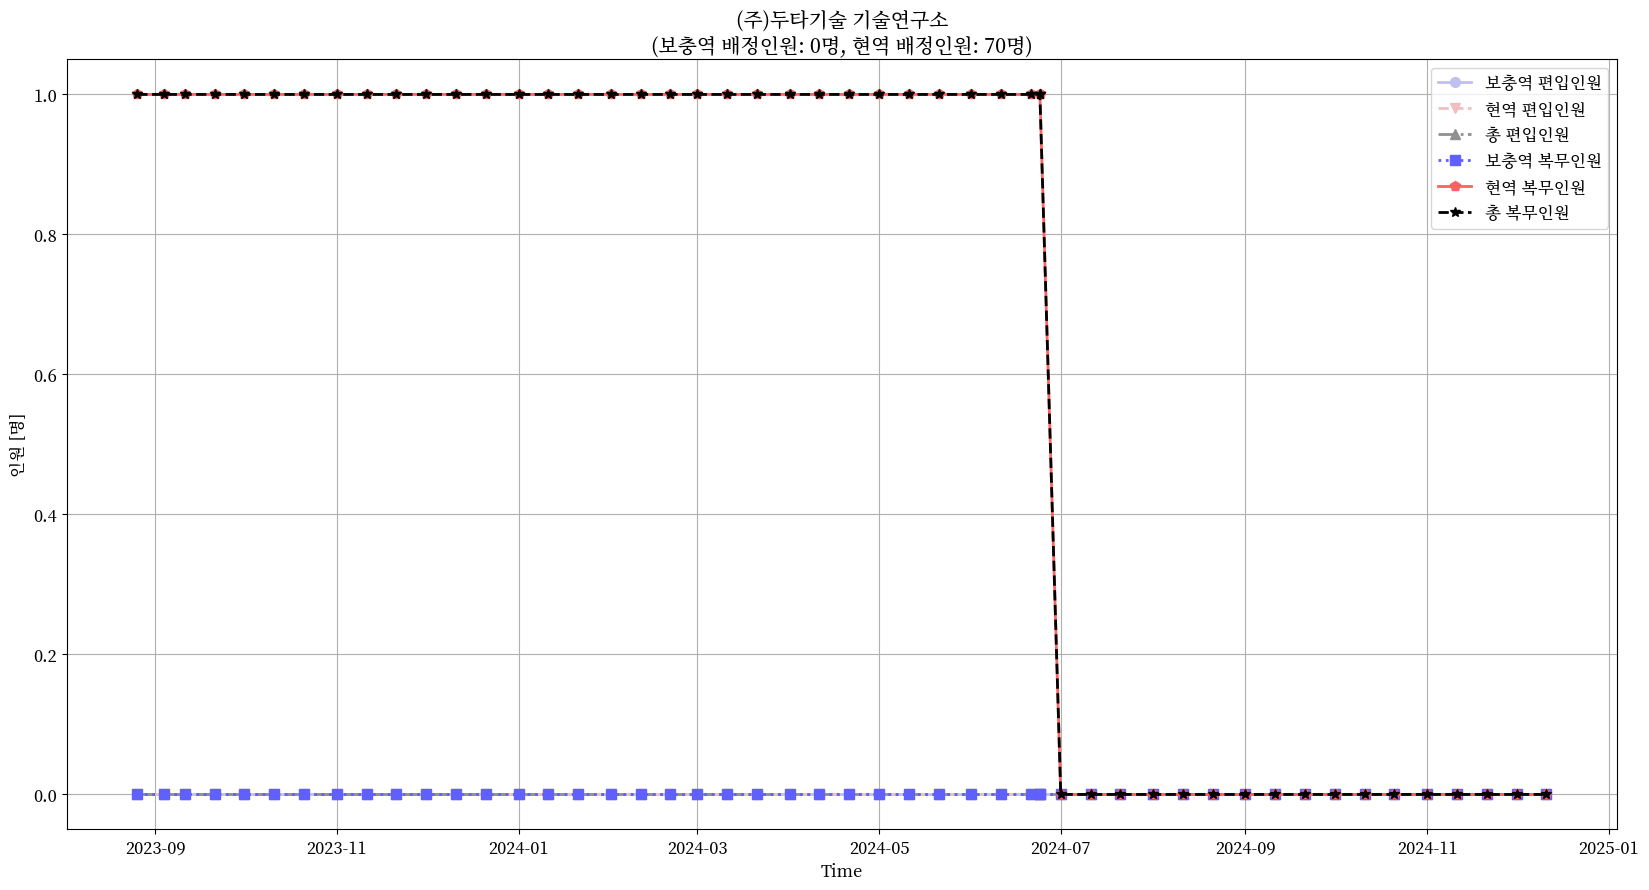 (주)두타기술 기술연구소
(보충역 배정인원: 0명, 현역 배정인원: 70명)
보충역 편입인원
현역 편입인원
총 편입인원
보충역 복무인원
현역 복무인원
총 복무인원
인원 [명]
1.0
0.8
0.6
0.4
0.2
0.0
2023-09
2023-11
2024-01
2024-03
2024-05
2024-07
2024-09
2024-11
2025-01
Time